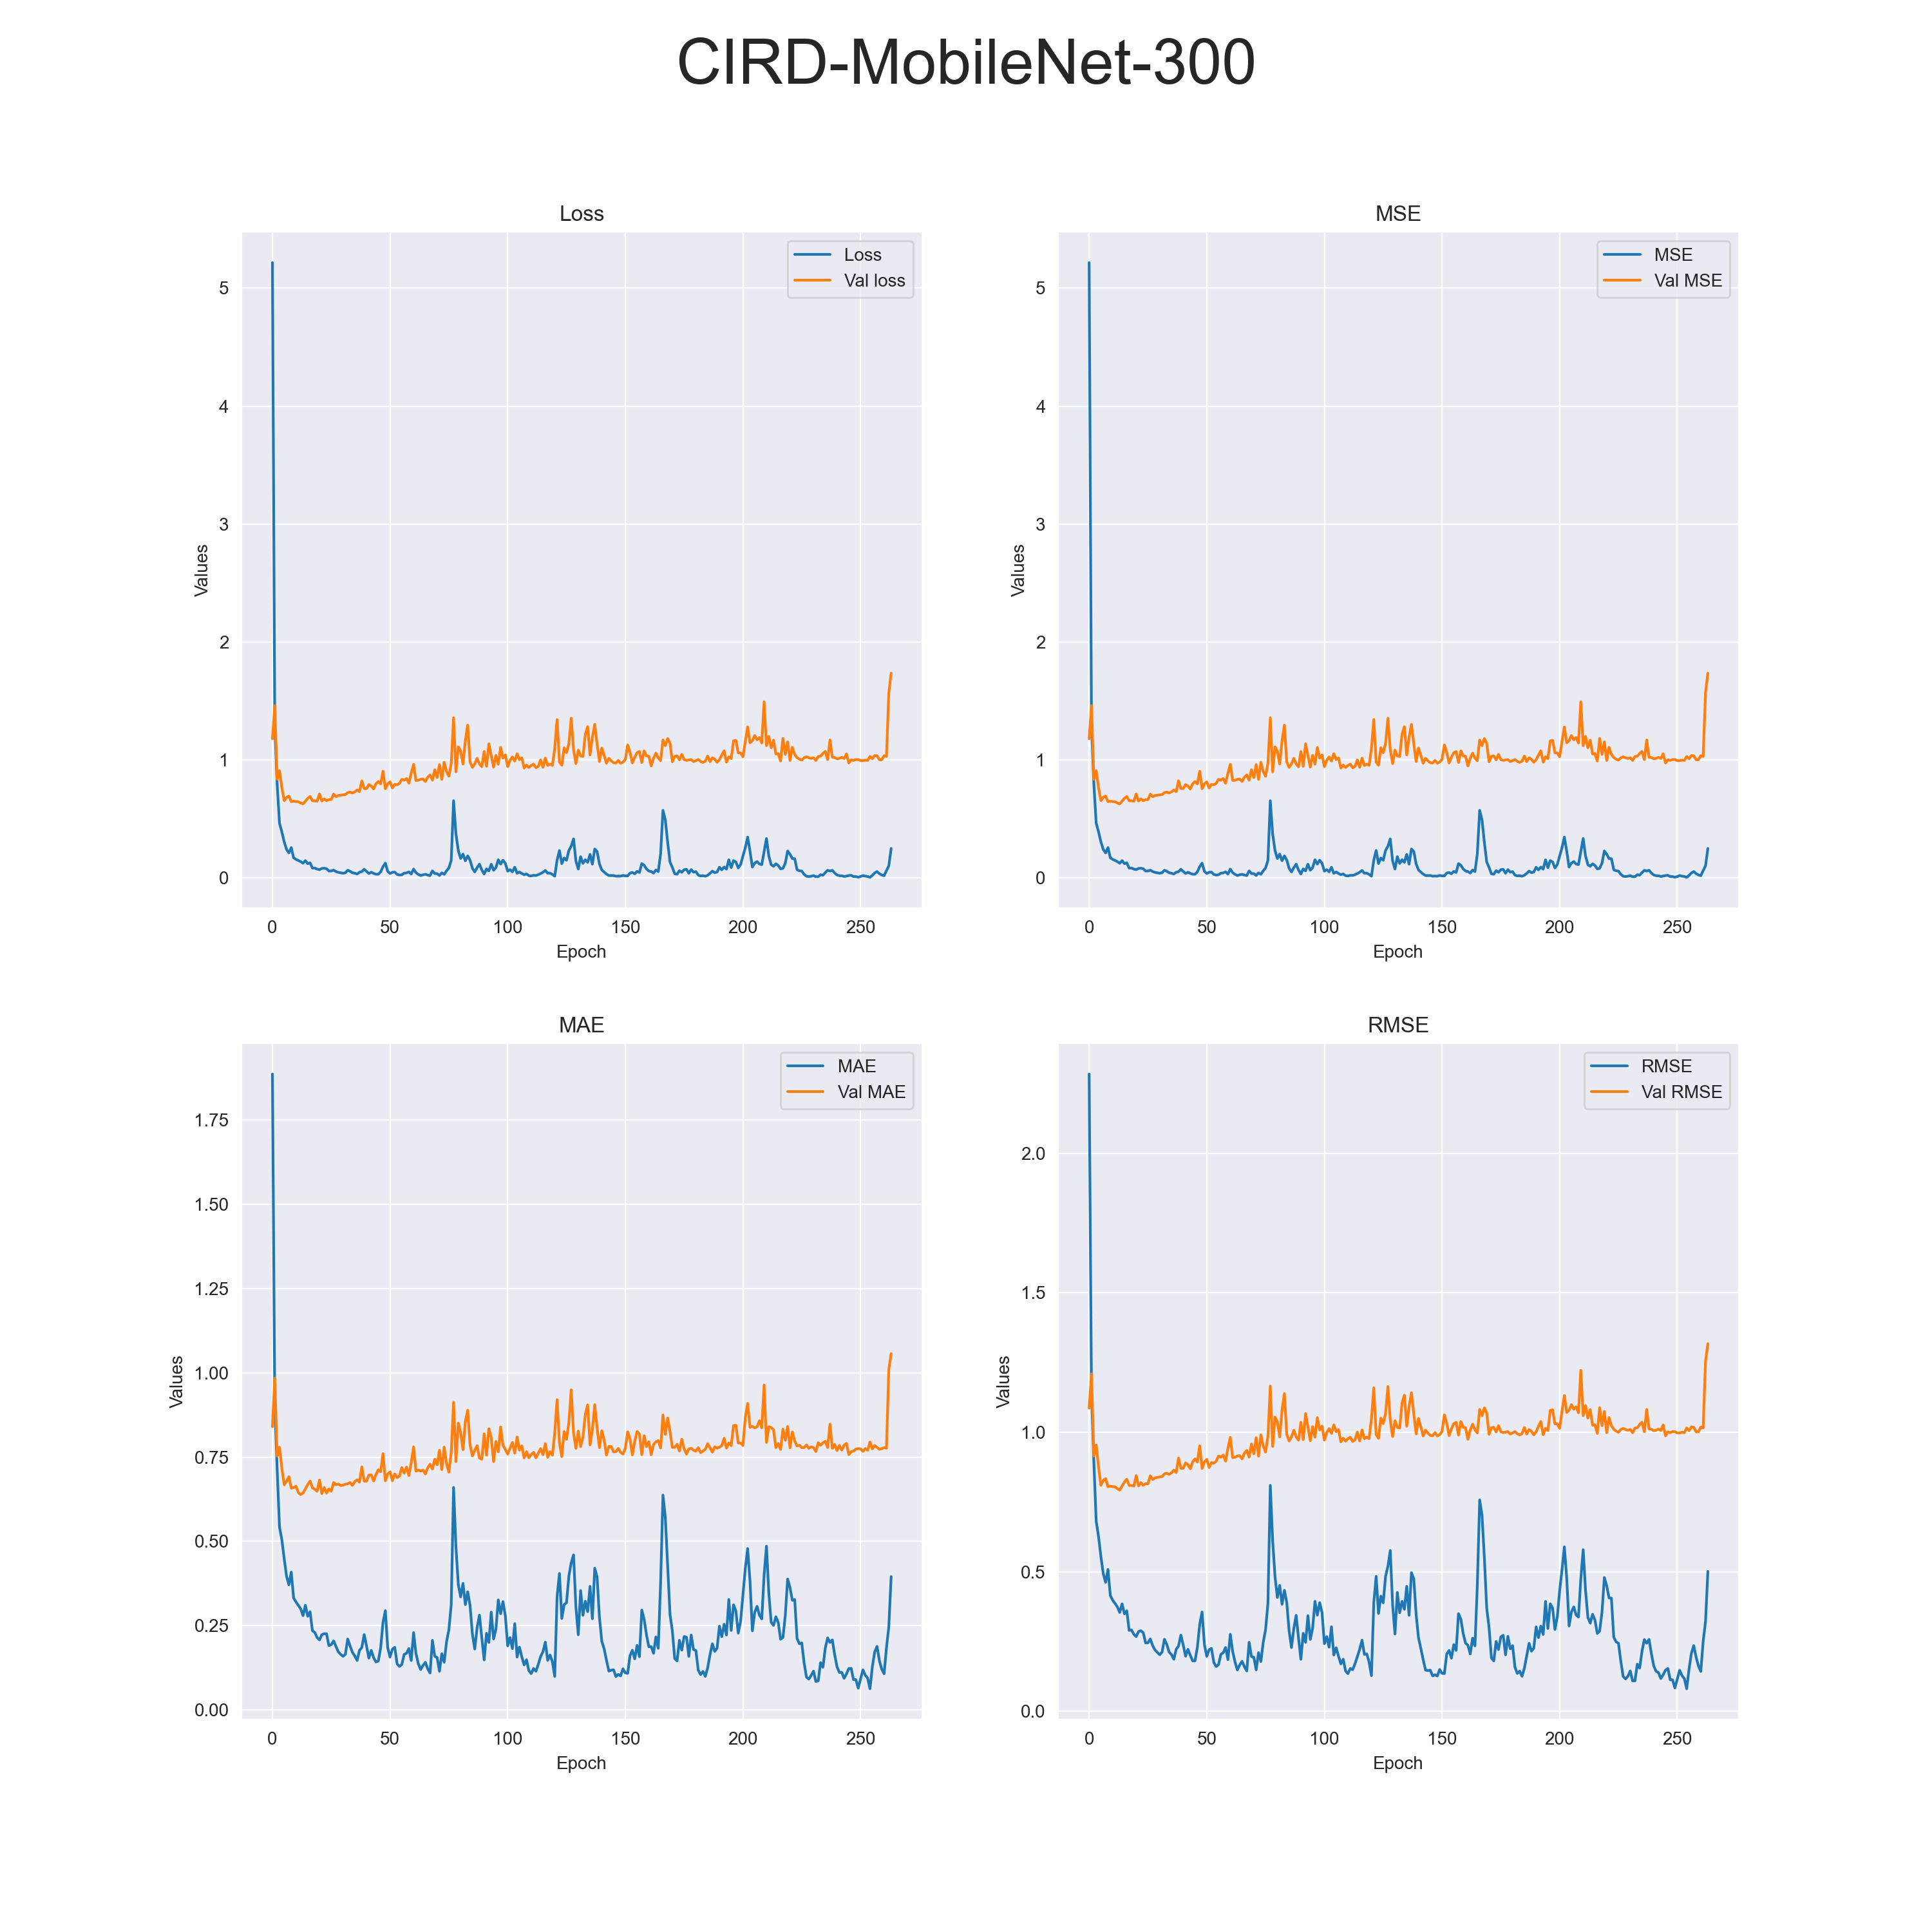 CIRD-MobileNet-300
Loss
Loss
Val loss
5
4
3
2
1
0
Values
0 50 100 150 200 250
Epoch
MSE
MSE
Val MSE
5
4
3
2
1
0
Values
0 50 100 150 200 250
Epoch
MAE
MAE
Val MAE
1.75
1.50
1.25
1.00
0.75
0.50
0.25
0.00
Values
0 50 100 150 200 250
Epoch
RMSE
RMSE
Val RMSE
2.0
1.5
1.0
0.5
0.0
Values
0 50 100 150 200 250
Epoch